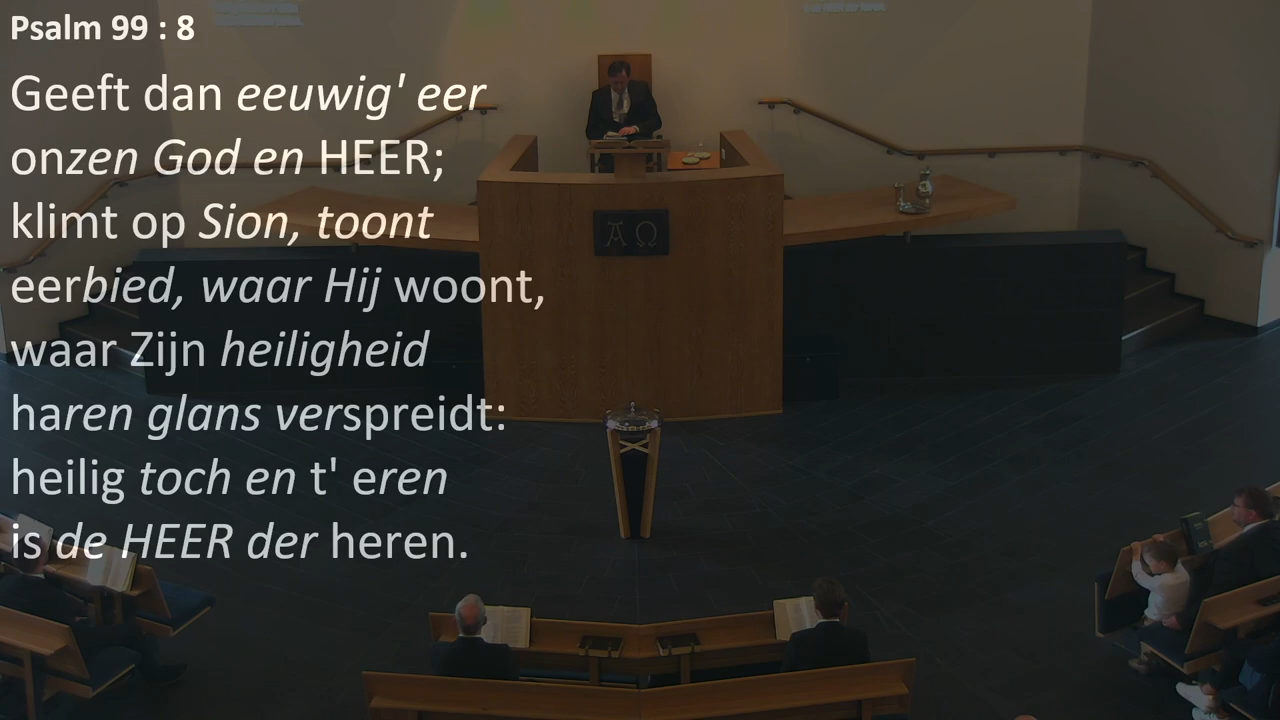 Psalm 99 : 8
Geeft dan eeuwig' eer
onzen God en HEER;
klimt op Sion, toont
eerbied, waar Hij woont,
waar Zijn heiligheid
haren glans verspreidt:
heilig toch en t' eren
is de HEER der heren.
ΑΩ